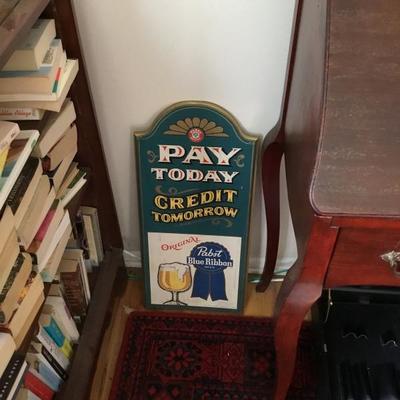 PAY
TODAY
CREDIT
TOMORROW
ORIGINAL
Pabst
Blue Ribbon